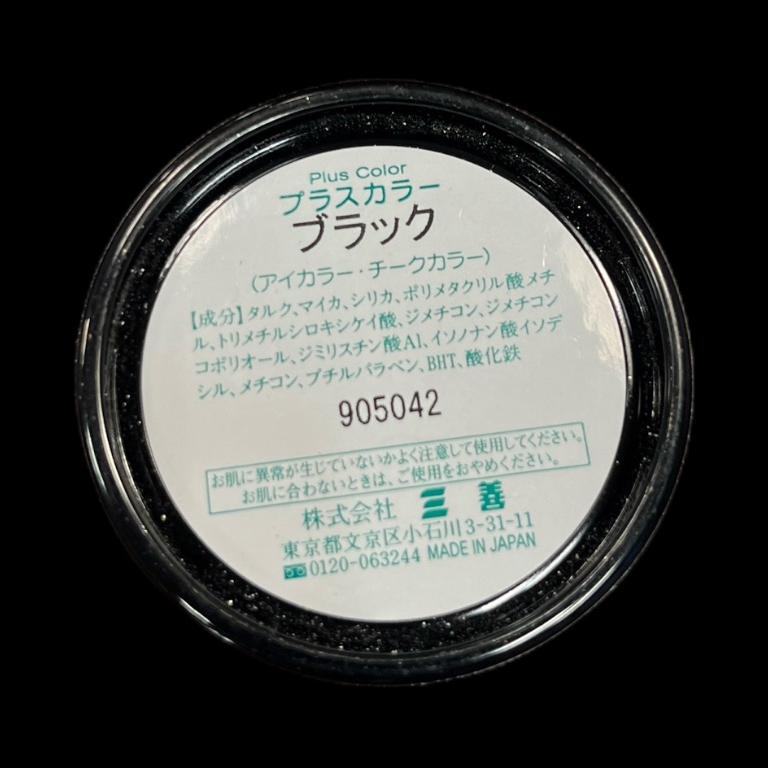 Plus Color
プラスカラー
ブラック
(アイカラー・チークカラー)
【成分】タルク、マイカ、シリカ、ポリメタクリル酸メチ
ル、トリメチルシロキシケイ酸、ジメチコン、ジメチコン
コポリオール、ジミリスチン酸Al、イソノナン酸イソデ
シル、メチコン、ブチルパラベン、BHT、酸化鉄
905042
お肌に異常が生じていないかよく注意して使用してください。
お肌に合わないときは、ご使用をおやめください。
株式会社 三善
東京都文京区小石川3-31-11
0120-063244 MADE IN JAPAN